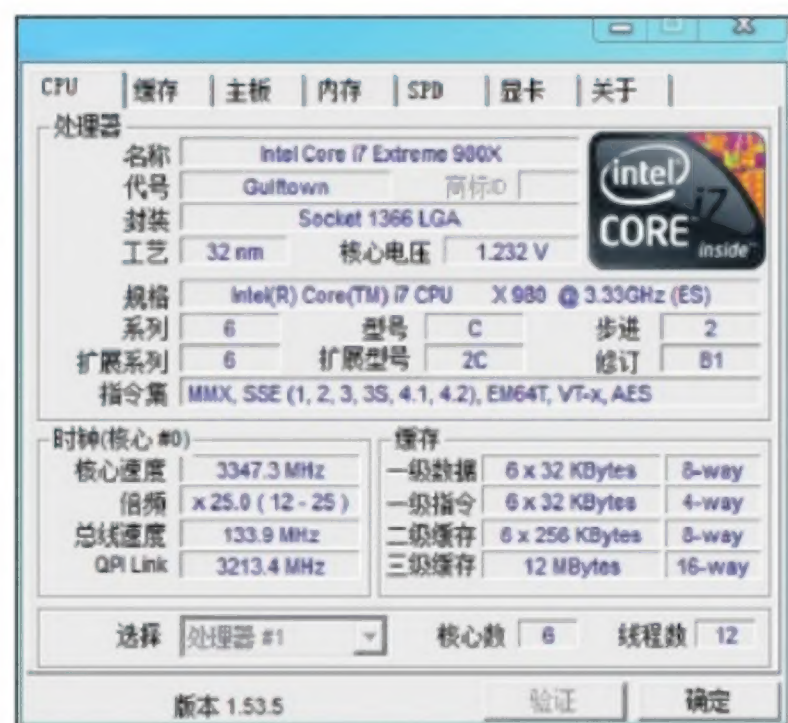 CPU 缓存 主板 内存 SPD 显卡 关于
处理器
名称 Intel Core i7 Extreme 980X
代号 Gulftown 商标ID
封装 Socket 1366 LGA
工艺 32 nm 核心电压 1.232 V
intel CORE i7 inside
规格 Intel(R) Core(TM) i7 CPU X 980 @ 3.33GHz (ES)
系列 6 型号 C 步进 2
扩展系列 6 扩展型号 2C 修订 B1
指令集 MMX, SSE (1, 2, 3, 3S, 4.1, 4.2), EM64T, VT-x, AES
时钟(核心 #0) 缓存
核心速度 3347.3 MHz 一级数据 6 x 32 KBytes 8-way
倍频 x 25.0 ( 12 - 25 ) 一级指令 6 x 32 KBytes 4-way
总线速度 133.9 MHz 二级缓存 6 x 256 KBytes 8-way
QPI Link 3213.4 MHz 三级缓存 12 MBytes 16-way
选择 处理器 #1 核心数 6 线程数 12
版本 1.53.5 验证 确定